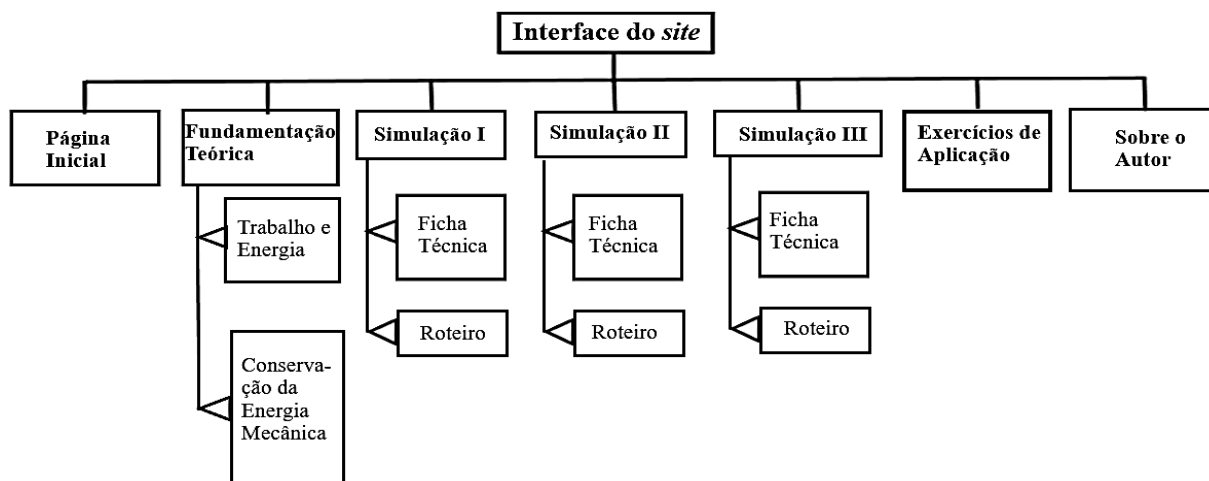 Interface do site
Página
Inicial
Fundamentação
Teórica
Simulação I
Simulação II
Simulação III
Exercícios de
Aplicação
Sobre o
Autor
Trabalho e
Energia
Conserva-
ção da
Energia
Mecânica
Ficha
Técnica
Roteiro
Ficha
Técnica
Roteiro
Ficha
Técnica
Roteiro